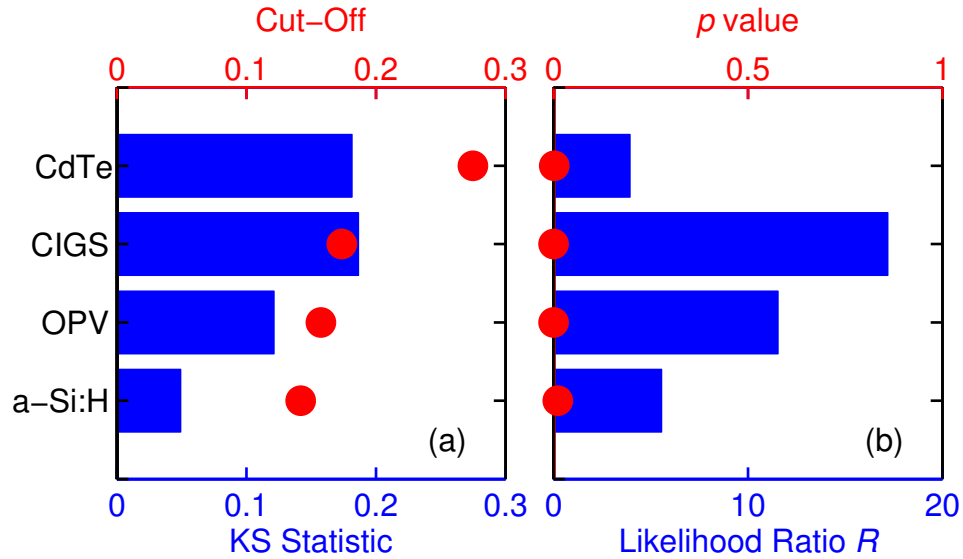 Cut−Off
p value
0 0.1 0.2 0.3
0 0.5 1
CdTe
CIGS
OPV
a−Si:H
(a)
(b)
0 0.1 0.2 0.3
0 10 20
KS Statistic
Likelihood Ratio R